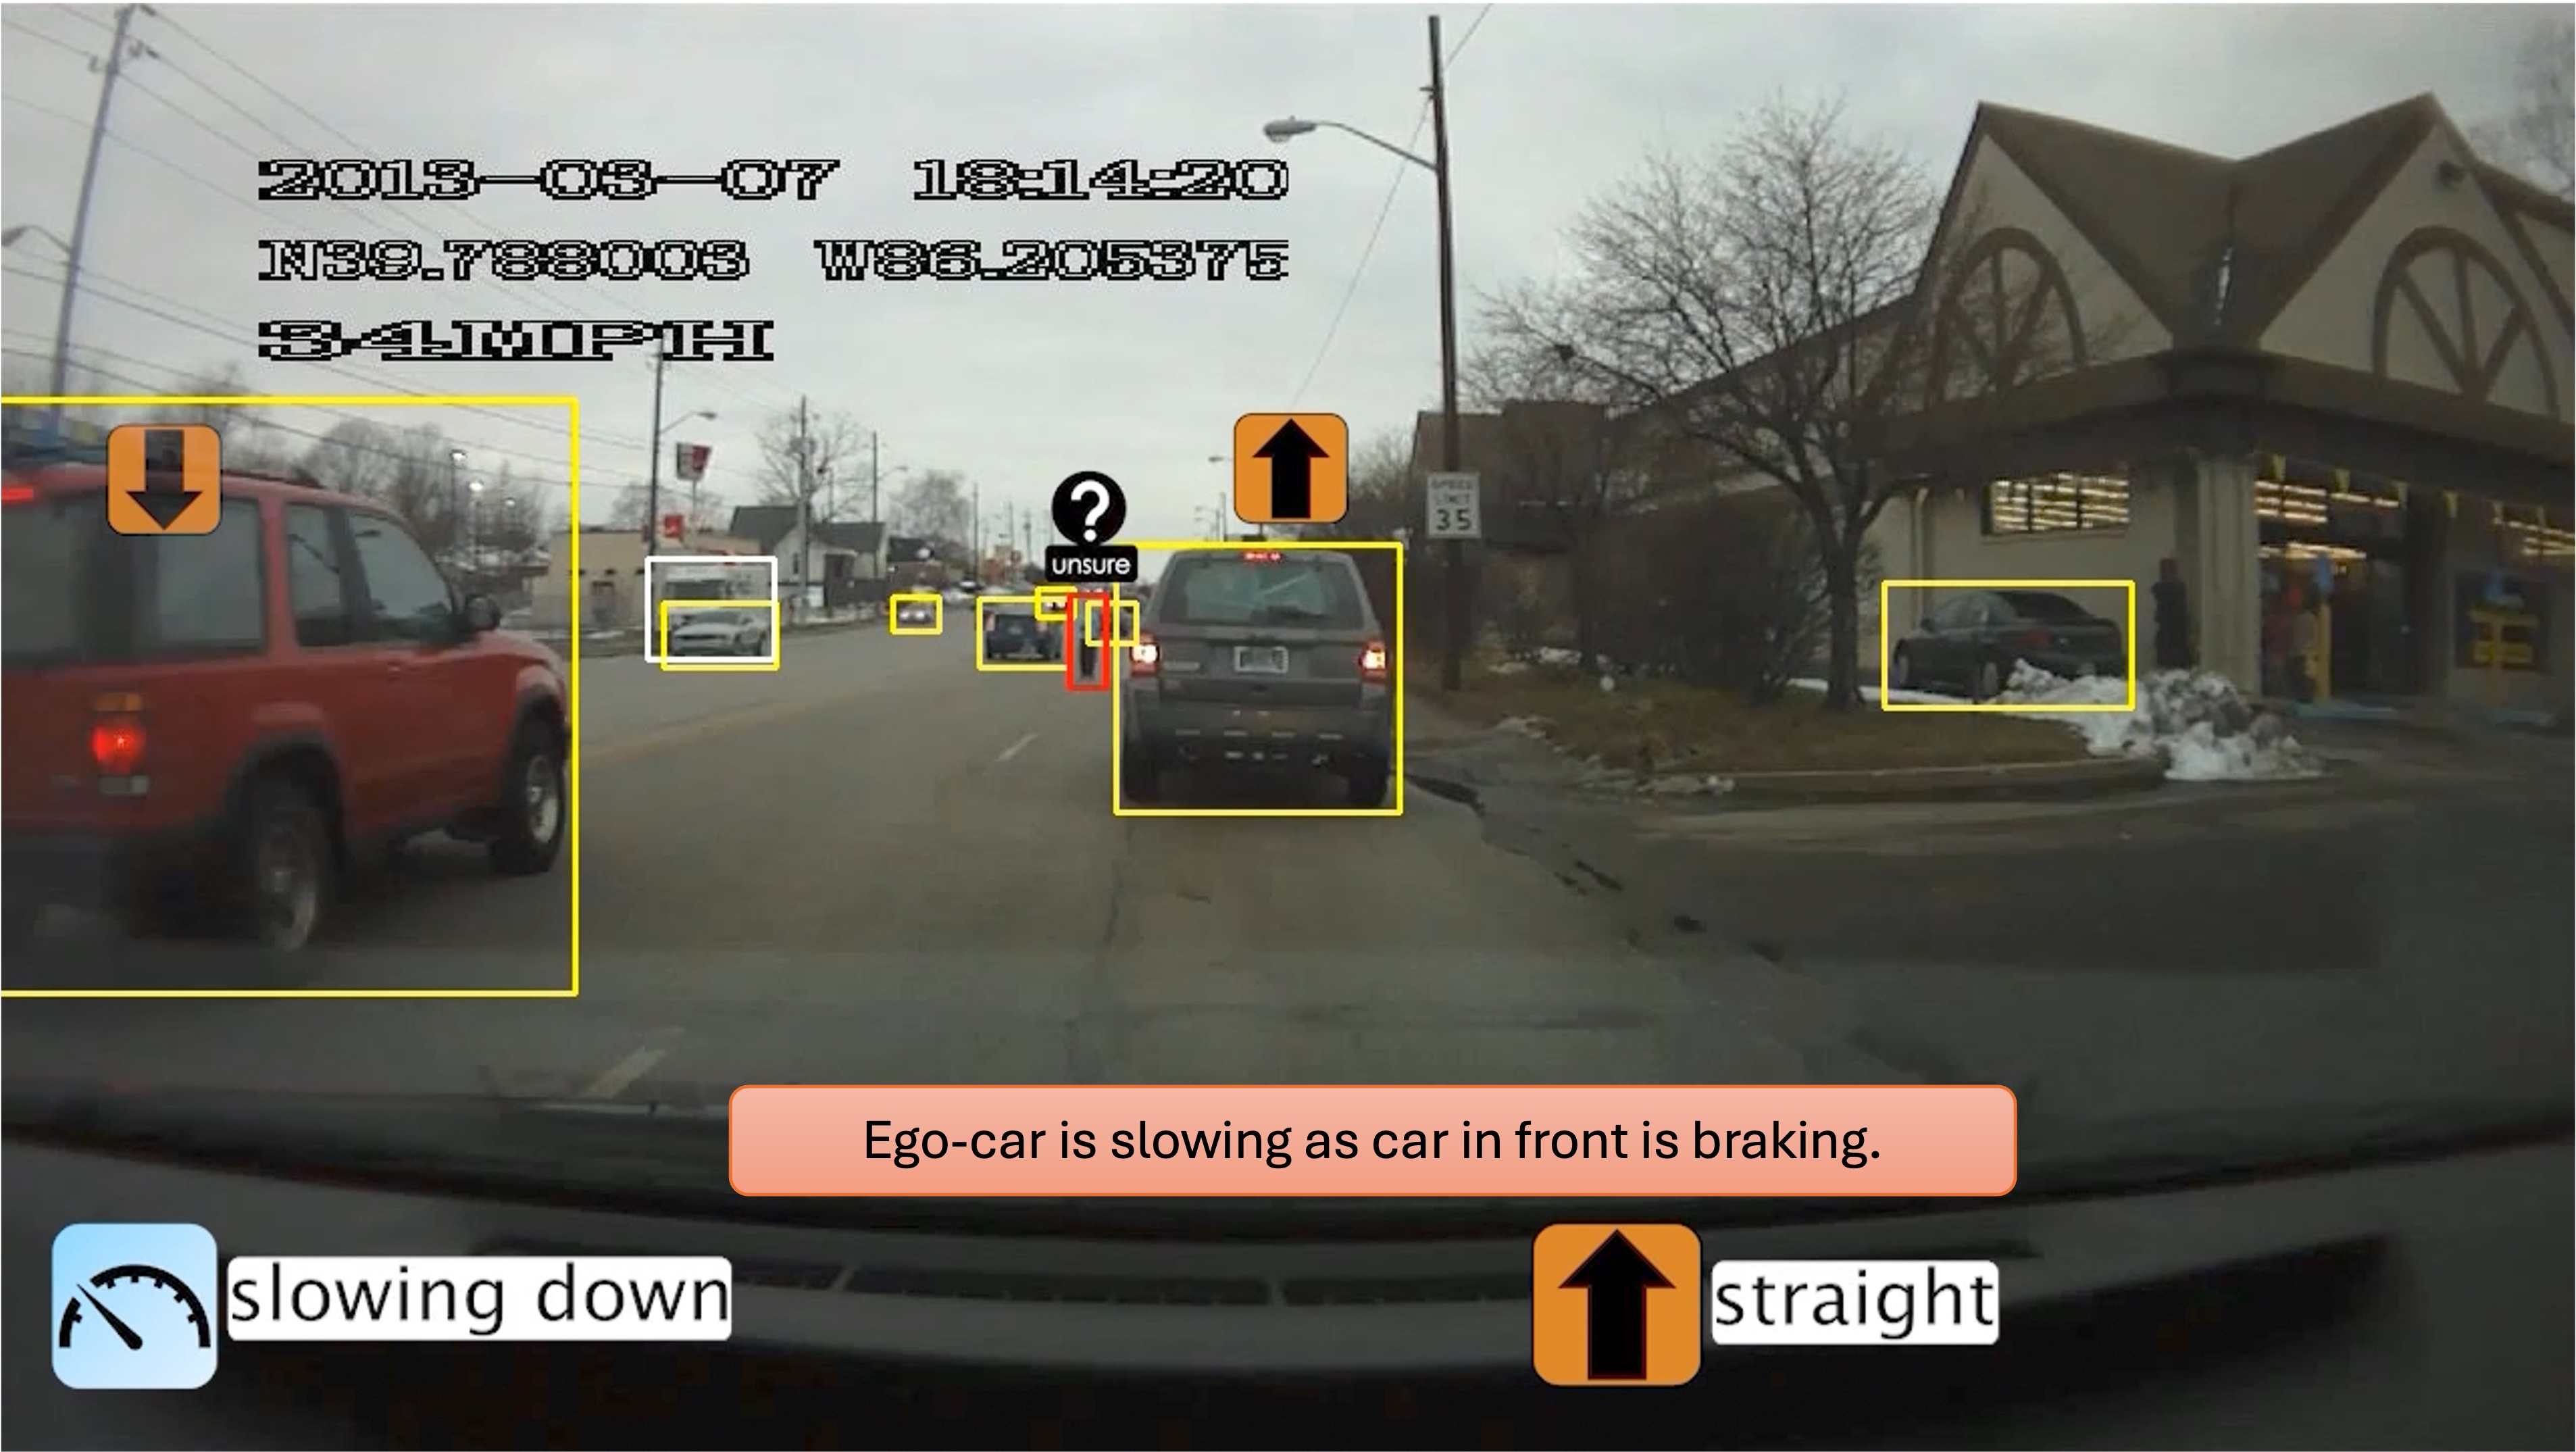 2013-03-07 18:14:20
N39.788003 W86.205375
34MPH
?
unsure
SPEED
LIMIT
35
Ego-car is slowing as car in front is braking.
slowing down
straight